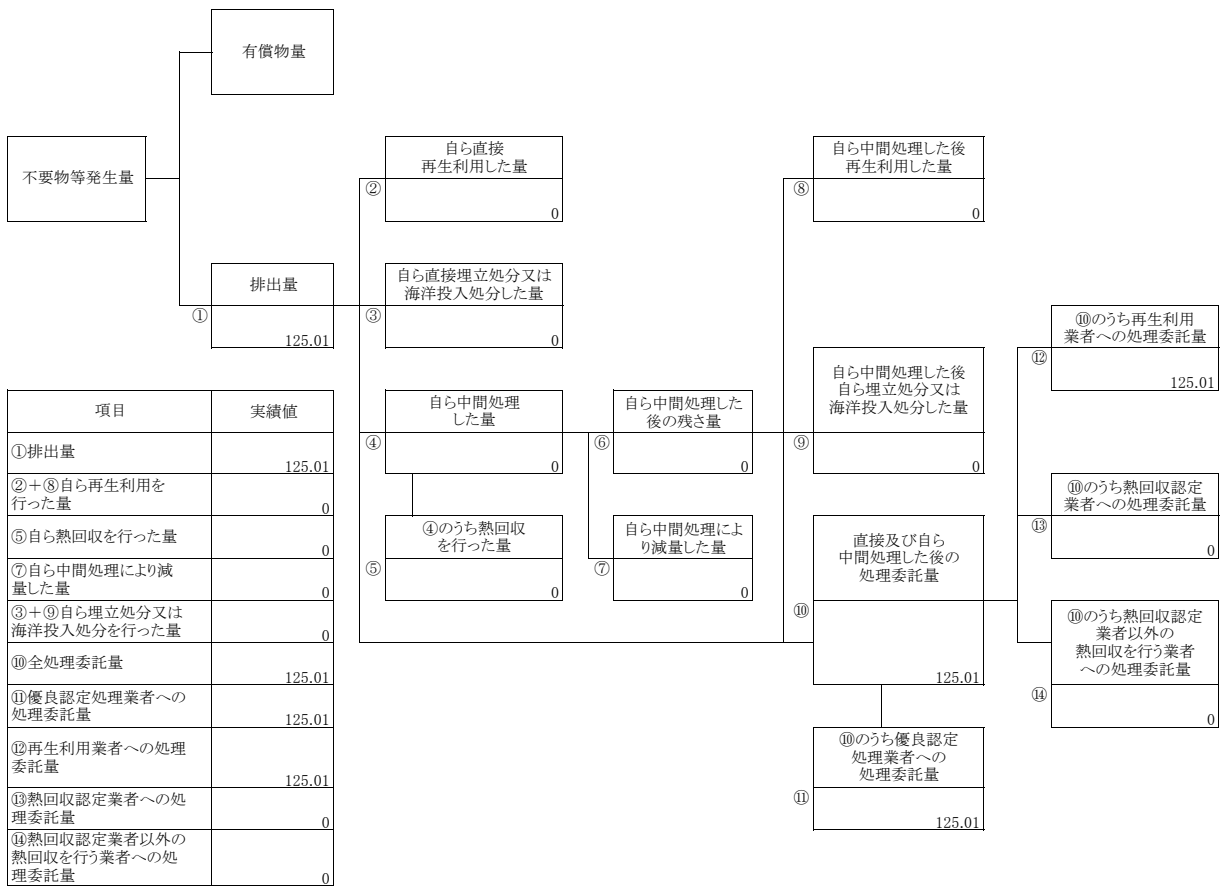 有償物量
不要物等発生量
自ら直接
再生利用した量
②
0
自ら中間処理した後
再生利用した量
⑧
0
排出量
①
125.01
自ら直接埋立処分又は
海洋投入処分した量
③
0
⑩のうち再生利用
業者への処理委託量
⑫
125.01
自ら中間処理
した量
④
0
自ら中間処理した
後の残さ量
⑥
0
自ら中間処理した後
自ら埋立処分又は
海洋投入処分した量
⑨
0
⑩のうち熱回収認定
業者への処理委託量
⑬
0
④のうち熱回収
を行った量
⑤
0
自ら中間処理によ
り減量した量
⑦
0
直接及び自ら
中間処理した後の
処理委託量
⑩
125.01
⑩のうち熱回収認定
業者以外の
熱回収を行う業者
への処理委託量
⑭
0
⑩のうち優良認定
処理業者への
処理委託量
⑪
125.01
項目 実績値
①排出量
125.01
②+⑧自ら再生利用を
行った量
0
⑤自ら熱回収を行った量
0
⑦自ら中間処理により減
量した量
0
③+⑨自ら埋立処分又は
海洋投入処分を行った量
0
⑩全処理委託量
125.01
⑪優良認定処理業者への
処理委託量
125.01
⑫再生利用業者への処理
委託量
125.01
⑬熱回収認定業者への処
理委託量
0
⑭熱回収認定業者以外の
熱回収を行う業者への処
理委託量
0